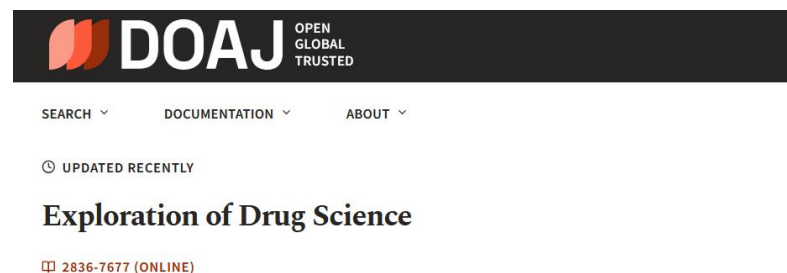 DOAJ
OPEN
GLOBAL
TRUSTED
SEARCH
DOCUMENTATION
ABOUT
UPDATED RECENTLY
Exploration of Drug Science
2836-7677 (ONLINE)